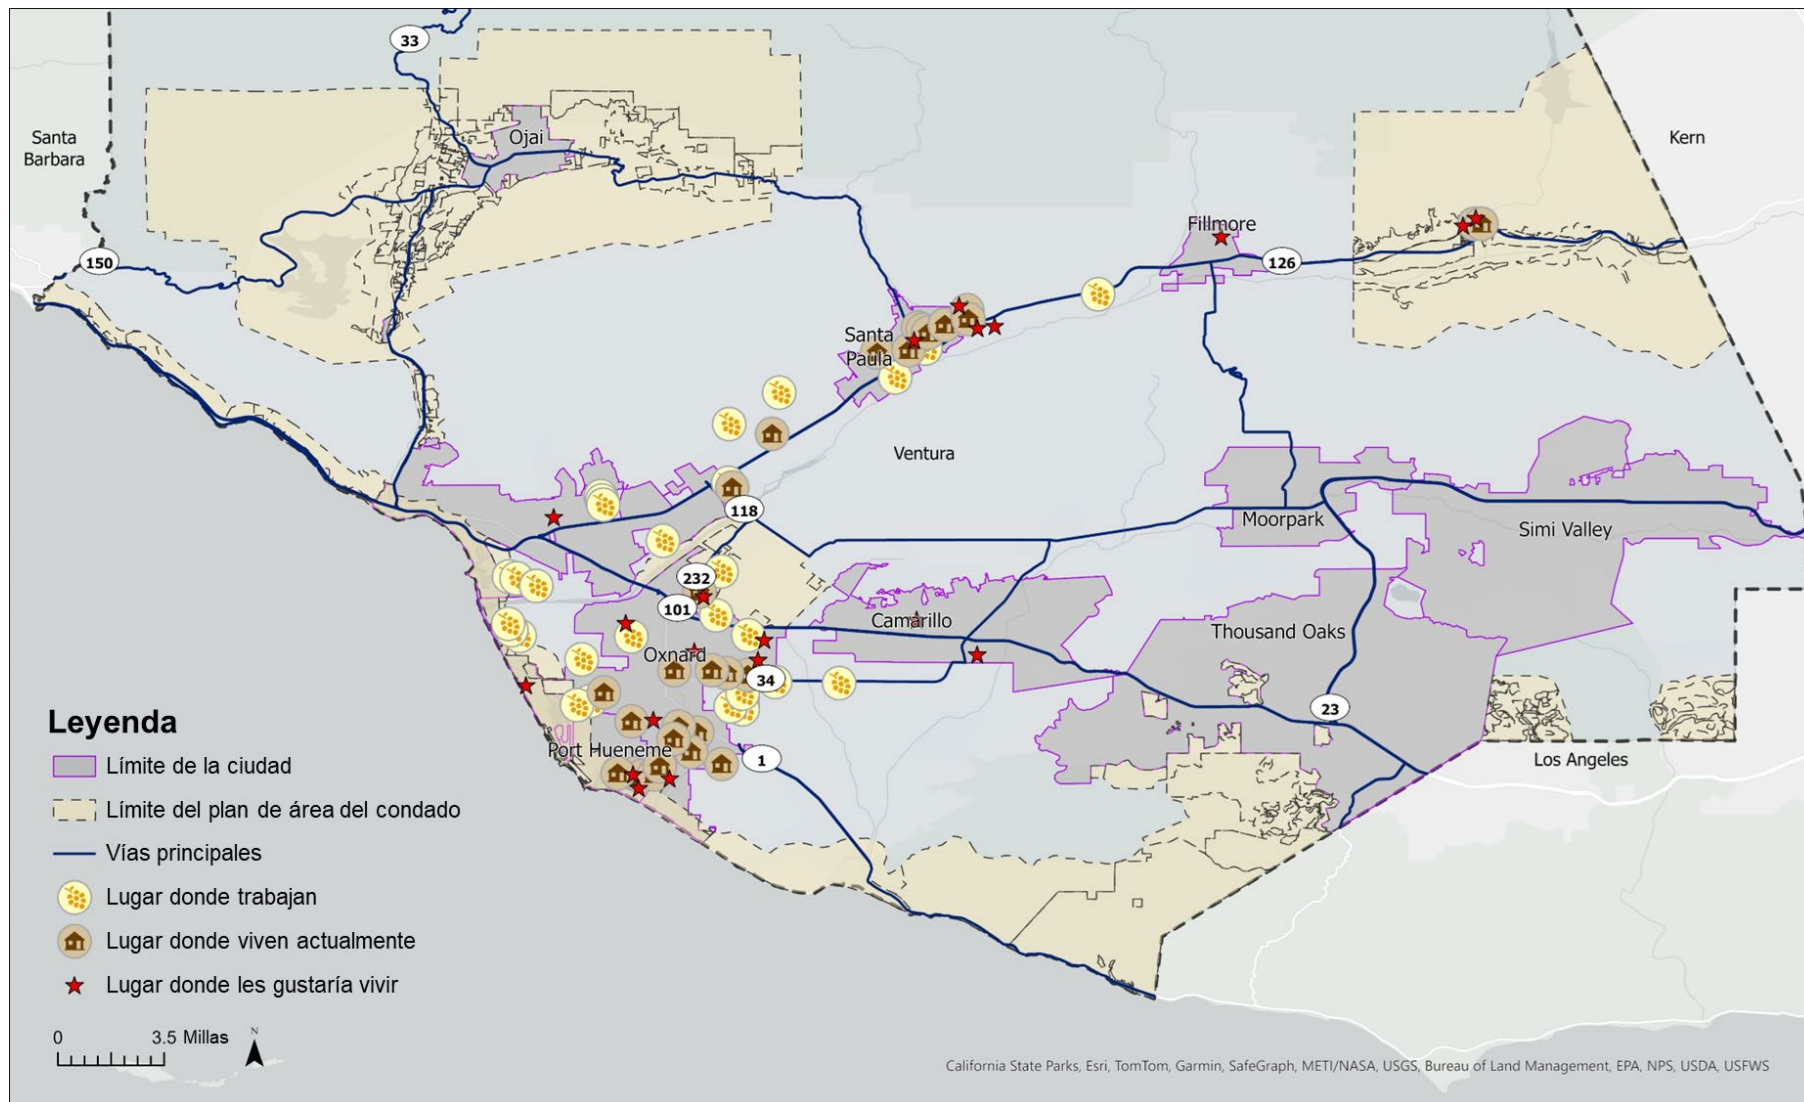 33
Santa
Barbara
Ojai
Kern
150
Fillmore
126
Santa
Paula
Ventura
118
Moorpark
Simi Valley
232
101
Camarillo
Thousand Oaks
Oxnard
34
23
Port Hueneme
1
Los Angeles
Leyenda
Límite de la ciudad
Límite del plan de área del condado
Vías principales
Lugar donde trabajan
Lugar donde viven actualmente
Lugar donde les gustaría vivir
0 3.5 Millas
N
California State Parks, Esri, TomTom, Garmin, SafeGraph, METI/NASA, USGS, Bureau of Land Management, EPA, NPS, USDA, USFWS